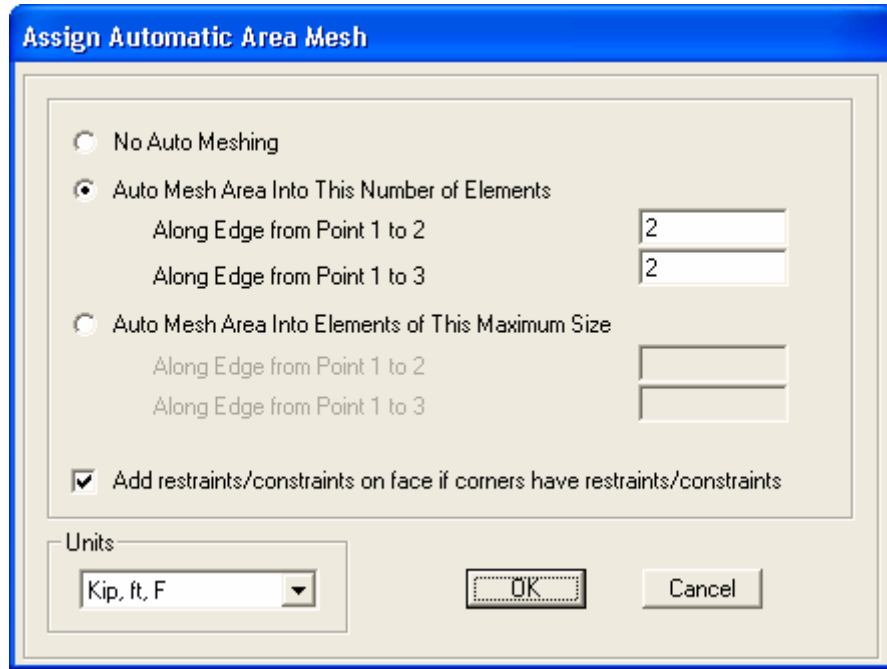 Assign Automatic Area Mesh
No Auto Meshing
Auto Mesh Area Into This Number of Elements
Along Edge from Point 1 to 2 2
Along Edge from Point 1 to 3 2
Auto Mesh Area Into Elements of This Maximum Size
Along Edge from Point 1 to 2
Along Edge from Point 1 to 3
Add restraints/constraints on face if corners have restraints/constraints
Units
Kip, ft, F OK Cancel